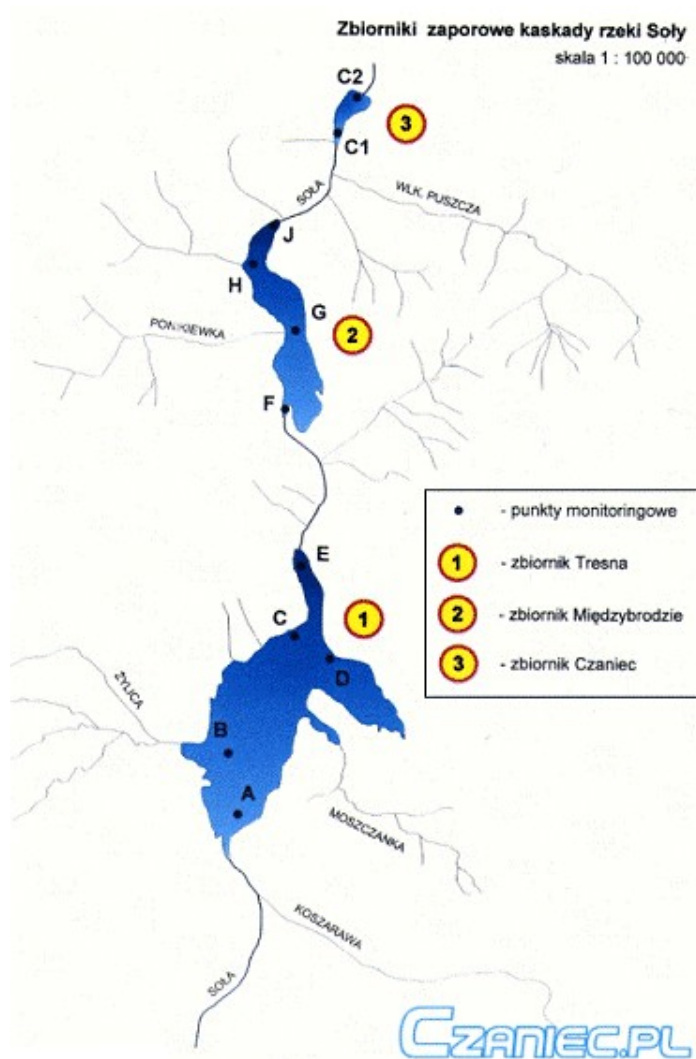 Zbiorniki zaporowe kaskady rzeki Soły
skala 1 : 100 000
C2
3
C1
SOŁA
WLK. PUSZCZA
J
H
G
PONIKIEWKA
2
F
• - punkty monitoringowe
1 - zbiornik Tresna
2 - zbiornik Międzybrodzie
3 - zbiornik Czaniec
E
C
1
D
ŻYLICA
B
A
MOSZCZANKA
KOSZARAWA
SOŁA
CZANIEC.PL